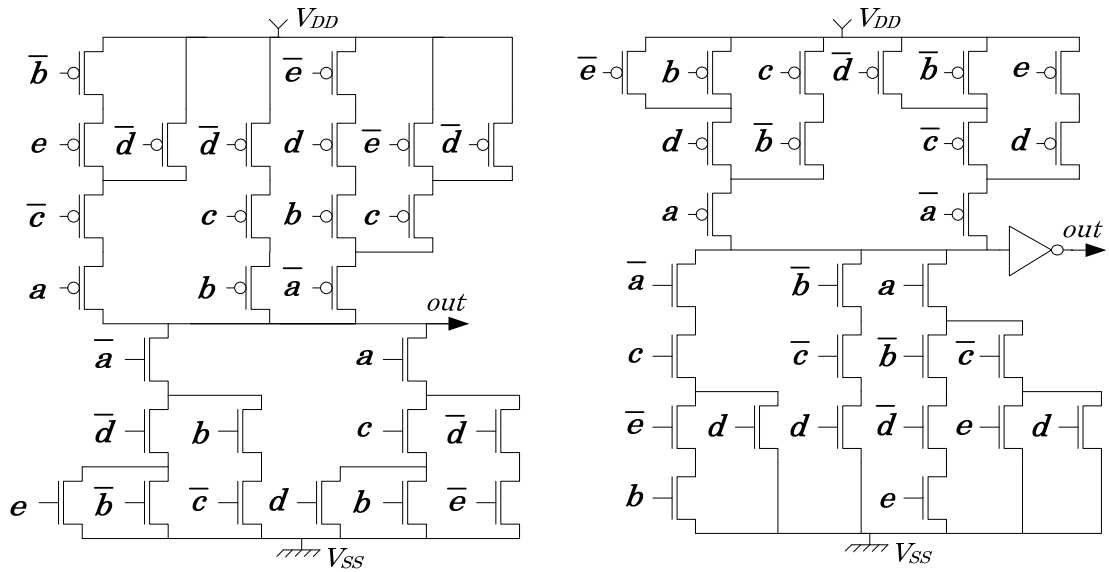 V_DD V_DD
b̅ e̅ e̅ b c d̅ b̅ e
e d̅ d̅ d e̅ d̅ d b̅ c̅ d
c̅ c b c a a̅
out
a b a̅ a̅ b̅ a
out
a̅ a c c̅ b̅ c̅
d̅ b c d̅ e̅ d d d̅ e d
e b̅ c̅ d b e̅ b e
V_SS V_SS